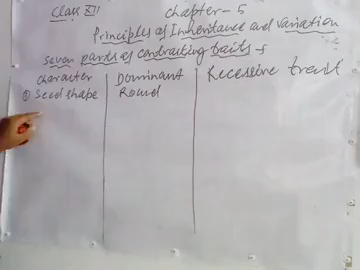 Class XII
Chapter - 5
Principles of Inheritance and Variation
Seven pairs of contrasting traits -
Character Dominant Recessive trait
① Seed shape Round